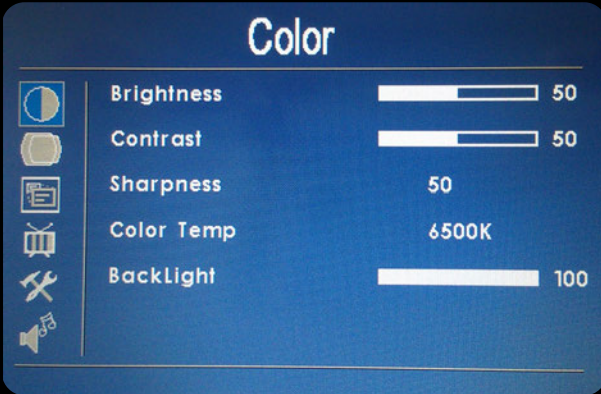 Color
Brightness 50
Contrast 50
Sharpness 50
Color Temp 6500K
BackLight 100